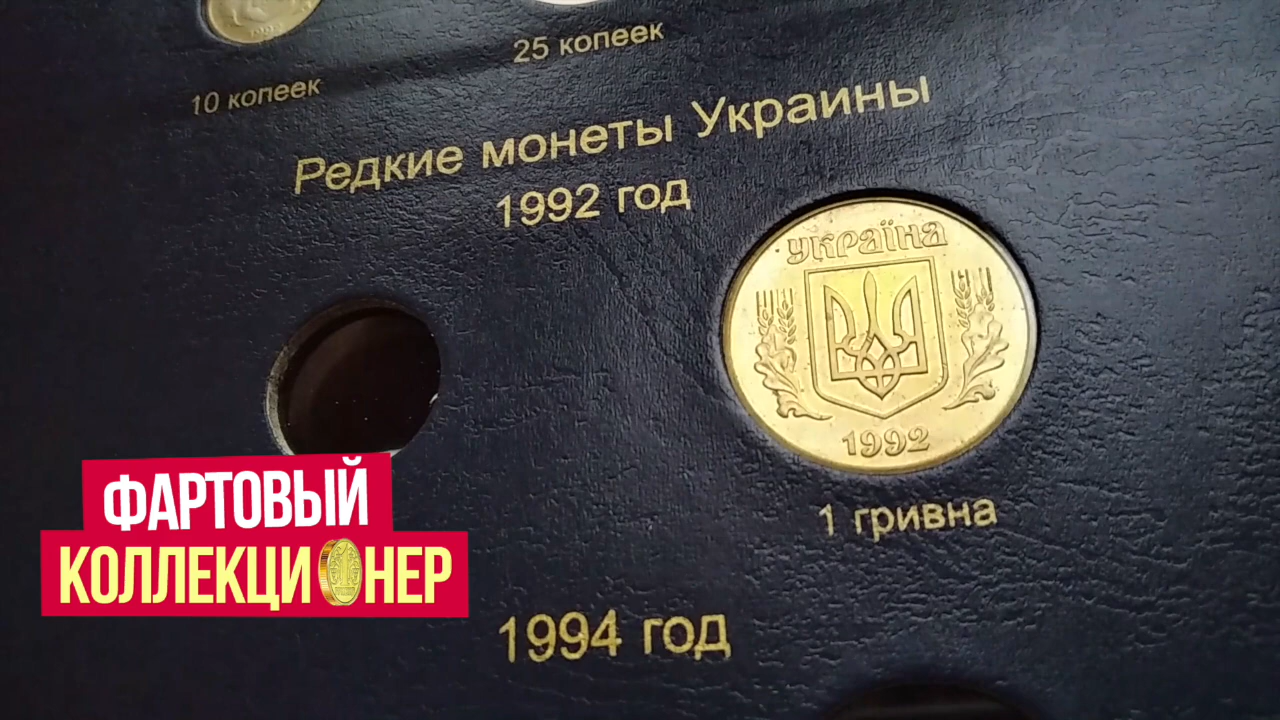 25 копеек
10 копеек
Редкие монеты Украины
1992 год
УКРАЇНА
1992
1 гривна
ФАРТОВЫЙ
КОЛЛЕКЦИОНЕР
1994 год